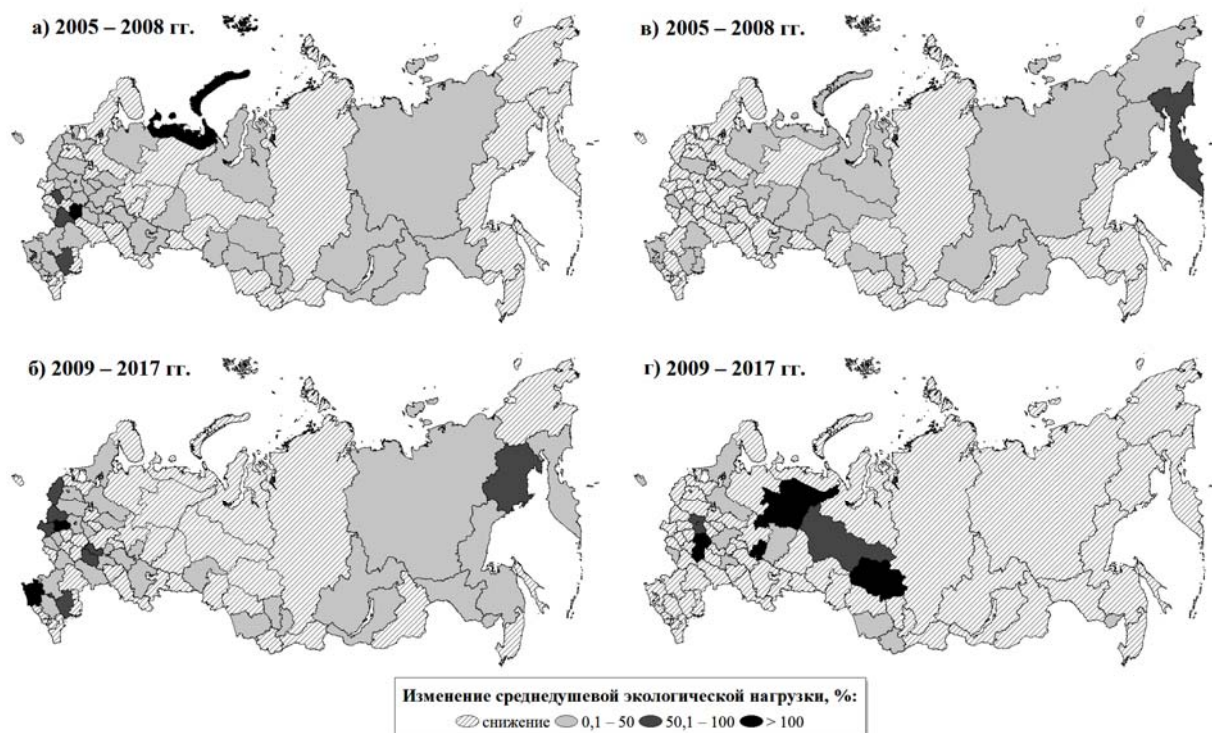 а) 2005 – 2008 гг.
в) 2005 – 2008 гг.
б) 2009 – 2017 гг.
г) 2009 – 2017 гг.
Изменение среднедушевой экологической нагрузки, %:
снижение 0,1 – 50 50,1 – 100 > 100